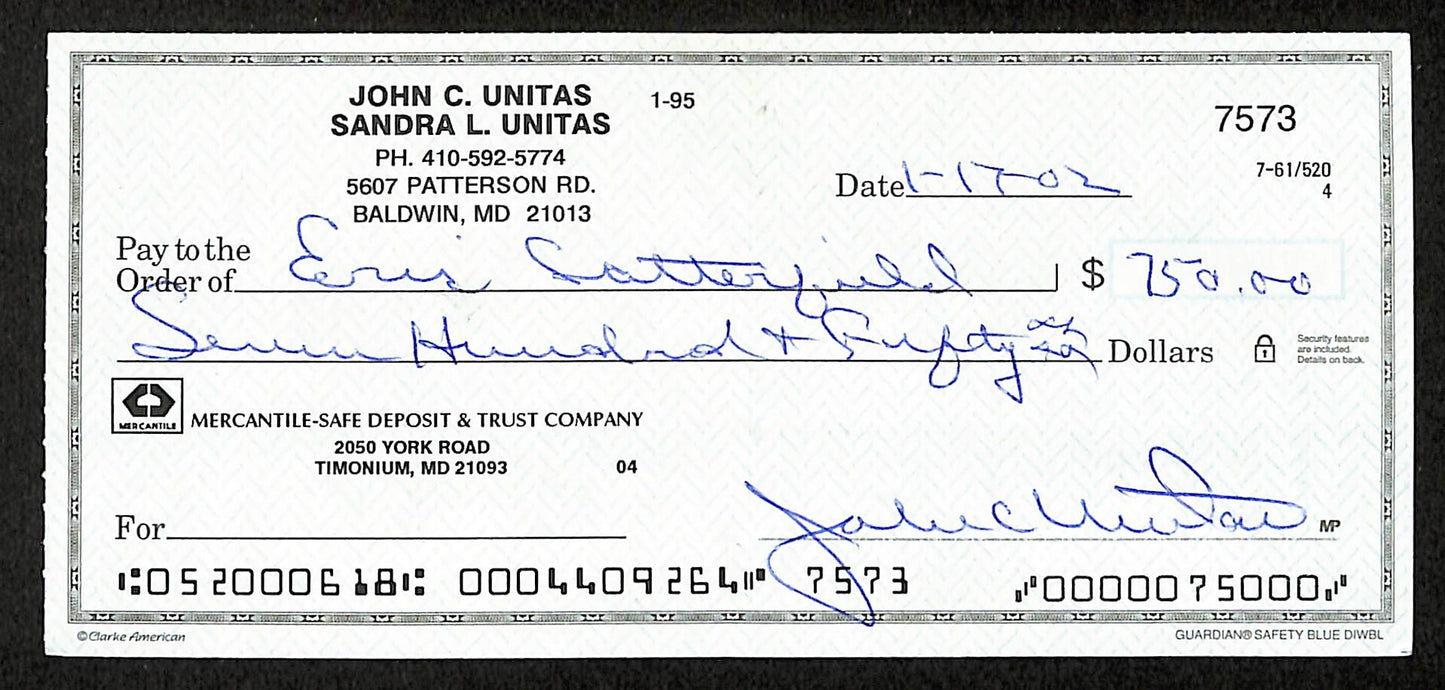 JOHN C. UNITAS 1-95
SANDRA L. UNITAS
7573
PH. 410-592-5774
5607 PATTERSON RD.
BALDWIN, MD 21013
Date 1-17-02
7-61/520
4
Pay to the
Order of Eris Satterfield $ 750.00
Seven Hundred + Fifty Dollars
Security features
are included.
Details on back.
MERCANTILE
MERCANTILE-SAFE DEPOSIT & TRUST COMPANY
2050 YORK ROAD
TIMONIUM, MD 21093 04
For John C Unitas MP
⑆052000618⑆ 0004409264⑈ 7573 ⑈0000075000⑈
©Clarke American
GUARDIAN® SAFETY BLUE DIWBL